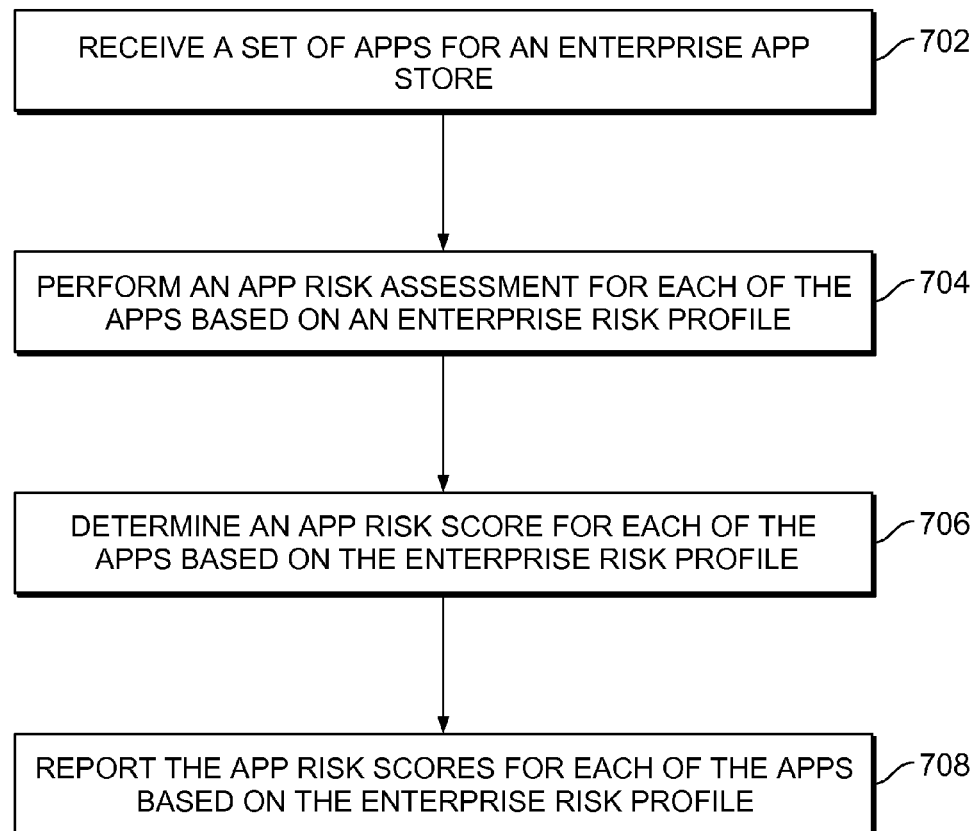 RECEIVE A SET OF APPS FOR AN ENTERPRISE APP
STORE
702
PERFORM AN APP RISK ASSESSMENT FOR EACH OF THE
APPS BASED ON AN ENTERPRISE RISK PROFILE
704
DETERMINE AN APP RISK SCORE FOR EACH OF THE
APPS BASED ON THE ENTERPRISE RISK PROFILE
706
REPORT THE APP RISK SCORES FOR EACH OF THE APPS
BASED ON THE ENTERPRISE RISK PROFILE
708